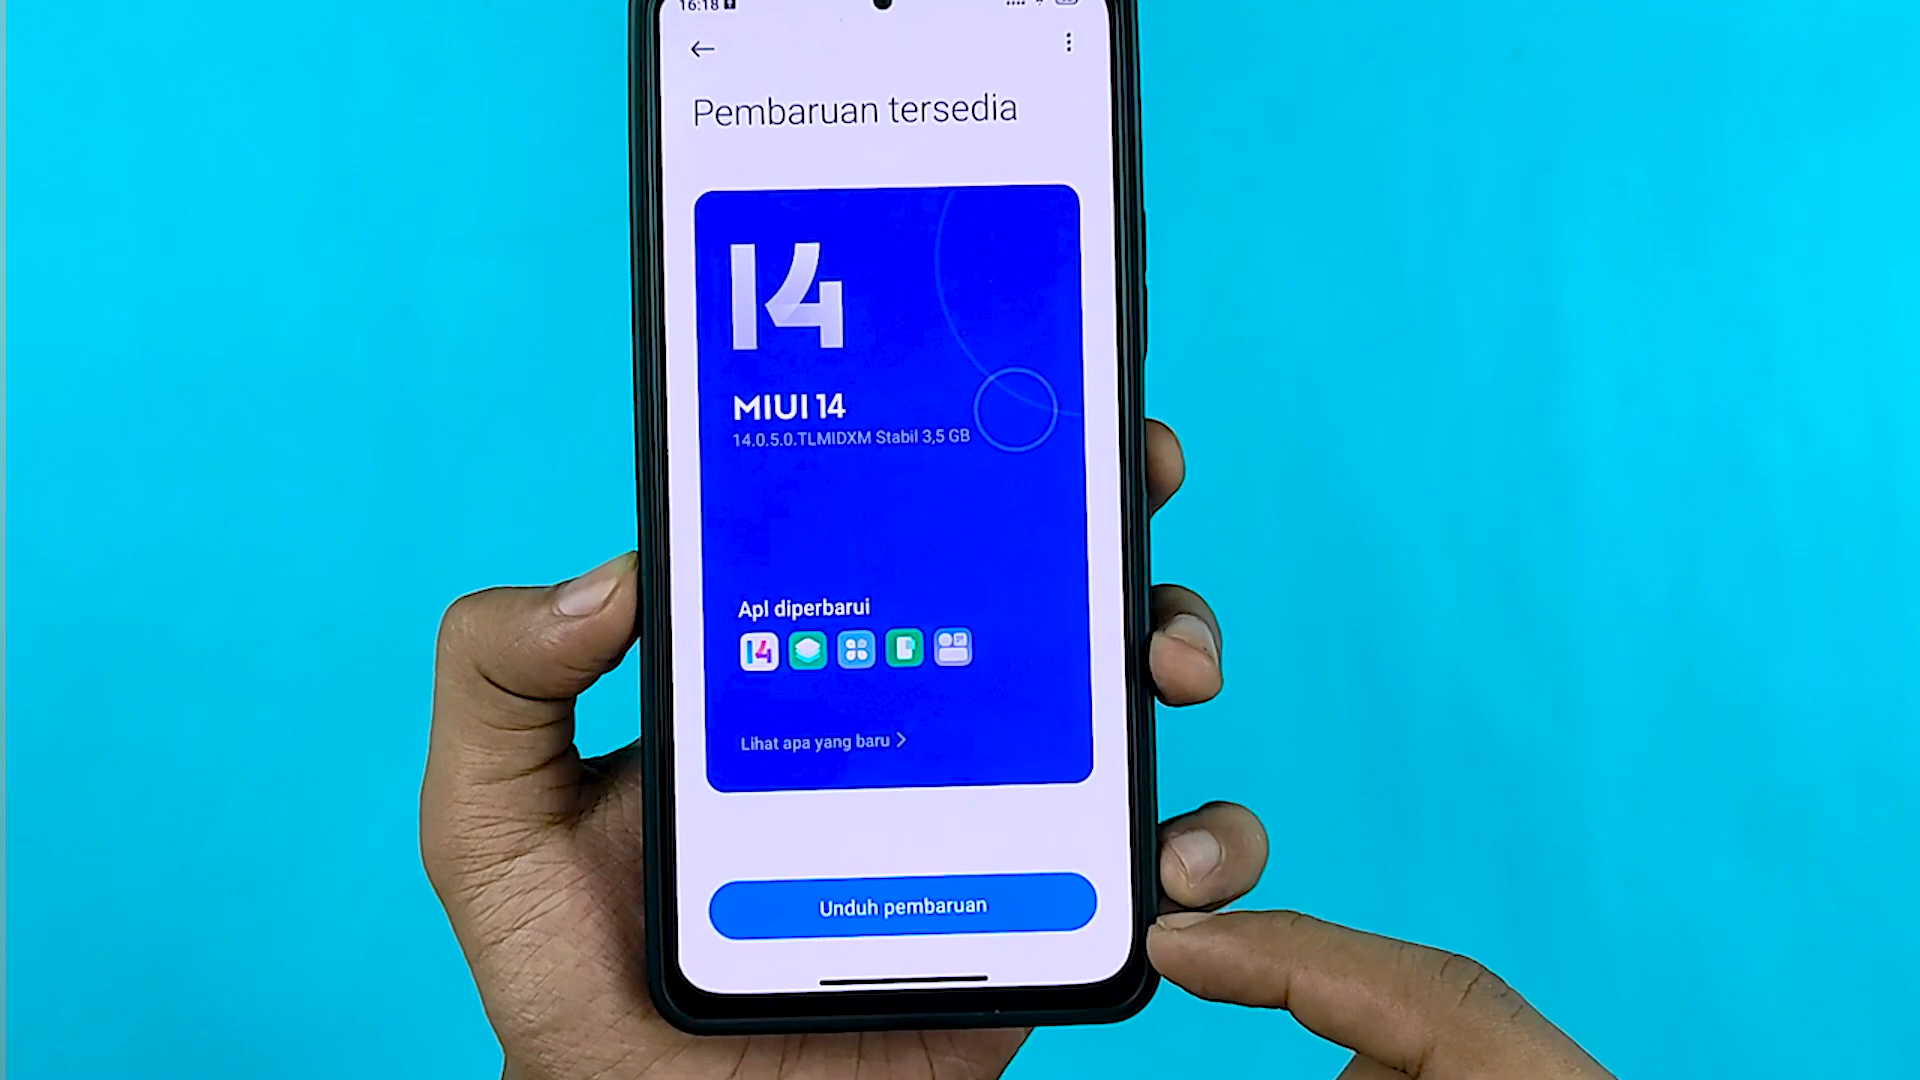 16:18
Pembaruan tersedia
14
MIUI 14
14.0.5.0.TLMIDXM Stabil 3,5 GB
Apl diperbarui
14
Lihat apa yang baru
Unduh pembaruan